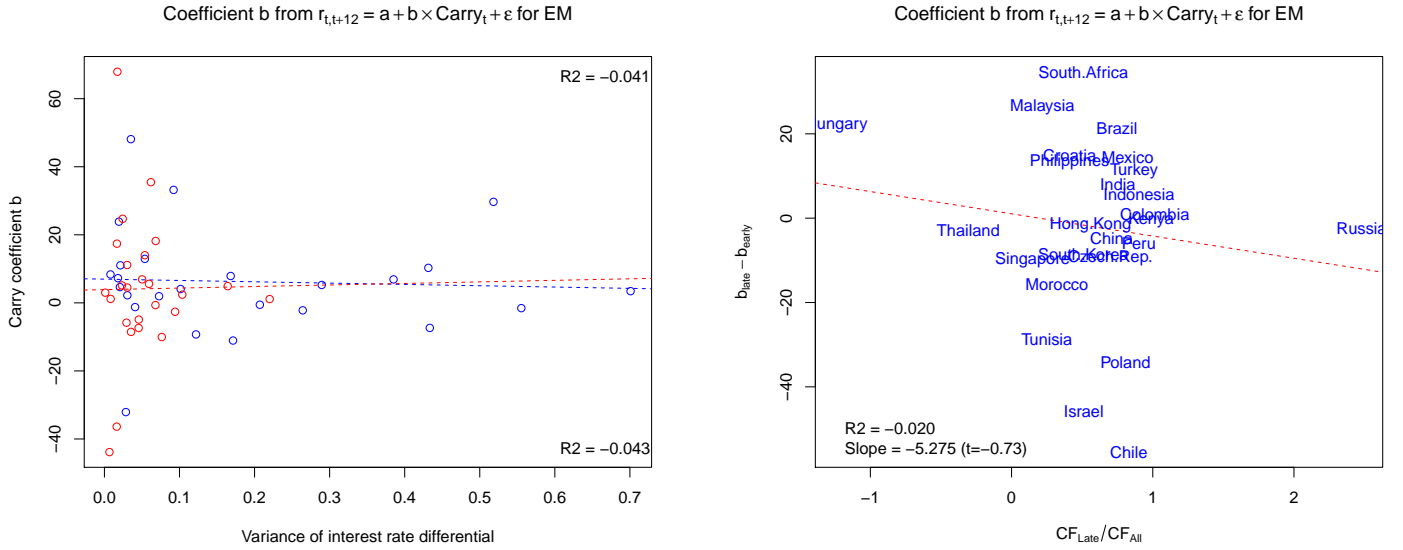 Coefficient b from r_{t,t+12} = a + b × Carry_t + ε for EM
R2 = −0.041
60
40
20
0
−20
−40
Carry coefficient b
R2 = −0.043
0.0 0.1 0.2 0.3 0.4 0.5 0.6 0.7
Variance of interest rate differential
Coefficient b from r_{t,t+12} = a + b × Carry_t + ε for EM
South.Africa
Malaysia
ungary
Brazil
20
Croatia Mexico
Philippines
Turkey
India
Indonesia
Colombia
0
Kenya
Hong.Kong
Russia
Thailand
China
Peru
South.Korea
Czech.Rep.
Singapore
Morocco
−20
Tunisia
Poland
−40
Israel
Chile
b_late − b_early
R2 = −0.020
Slope = −5.275 (t=−0.73)
−1 0 1 2
CF_Late/CF_All